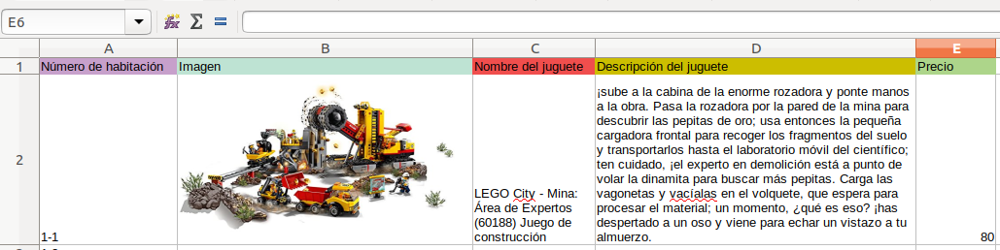 E6
A B C D E
1 Número de habitación Imagen Nombre del juguete Descripción del juguete Precio
2
1-1
LEGO City - Mina:
Área de Expertos
(60188) Juego de
construcción
¡sube a la cabina de la enorme rozadora y ponte manos
a la obra. Pasa la rozadora por la pared de la mina para
descubrir las pepitas de oro; usa entonces la pequeña
cargadora frontal para recoger los fragmentos del suelo
y transportarlos hasta el laboratorio móvil del científico;
ten cuidado, ¡el experto en demolición está a punto de
volar la dinamita para buscar más pepitas. Carga las
vagonetas y vacíalas en el volquete, que espera para
procesar el material; un momento, ¿qué es eso? ¡has
despertado a un oso y viene para echar un vistazo a tu
almuerzo.
80